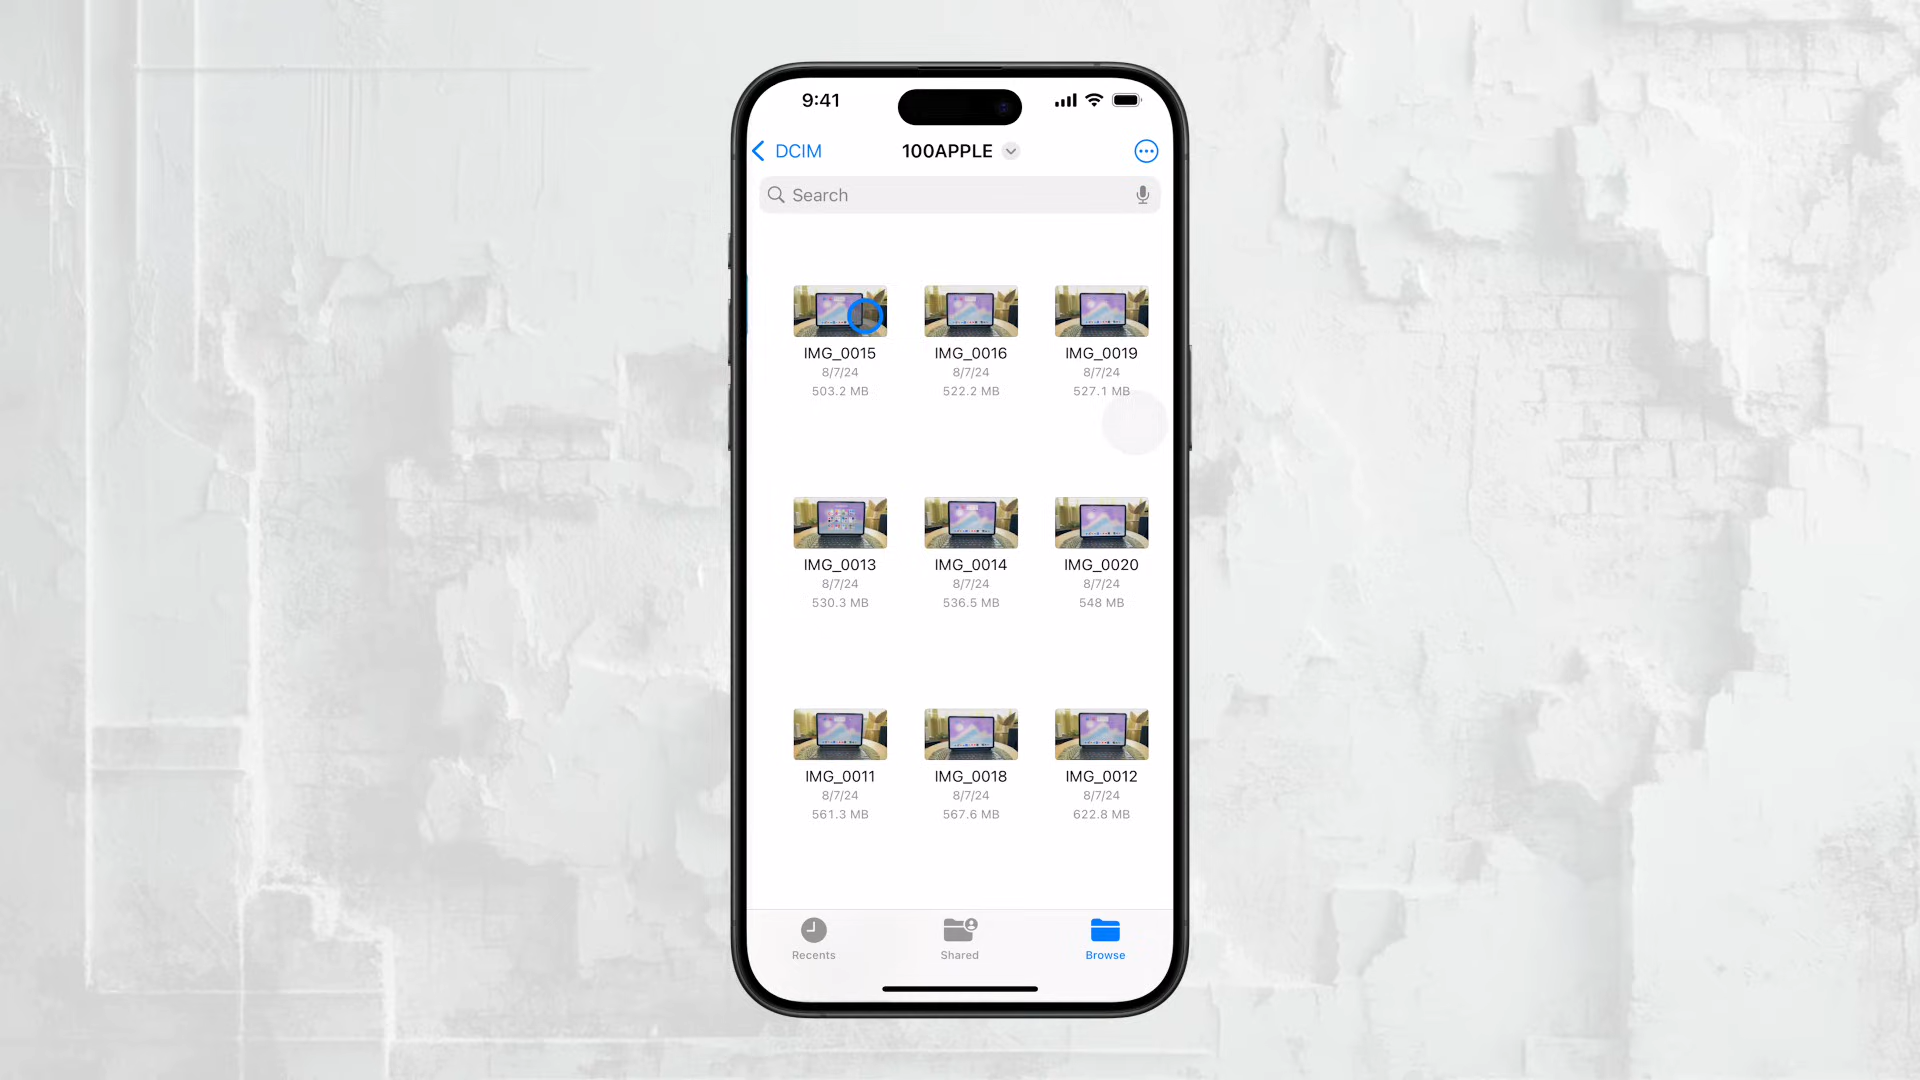 9:41
DCIM
100APPLE
Search
IMG_0015 IMG_0016 IMG_0019
8/7/24 8/7/24 8/7/24
503.2 MB 522.2 MB 527.1 MB
IMG_0013 IMG_0014 IMG_0020
8/7/24 8/7/24 8/7/24
530.3 MB 536.5 MB 548 MB
IMG_0011 IMG_0018 IMG_0012
8/7/24 8/7/24 8/7/24
561.3 MB 567.6 MB 622.8 MB
Recents Shared Browse